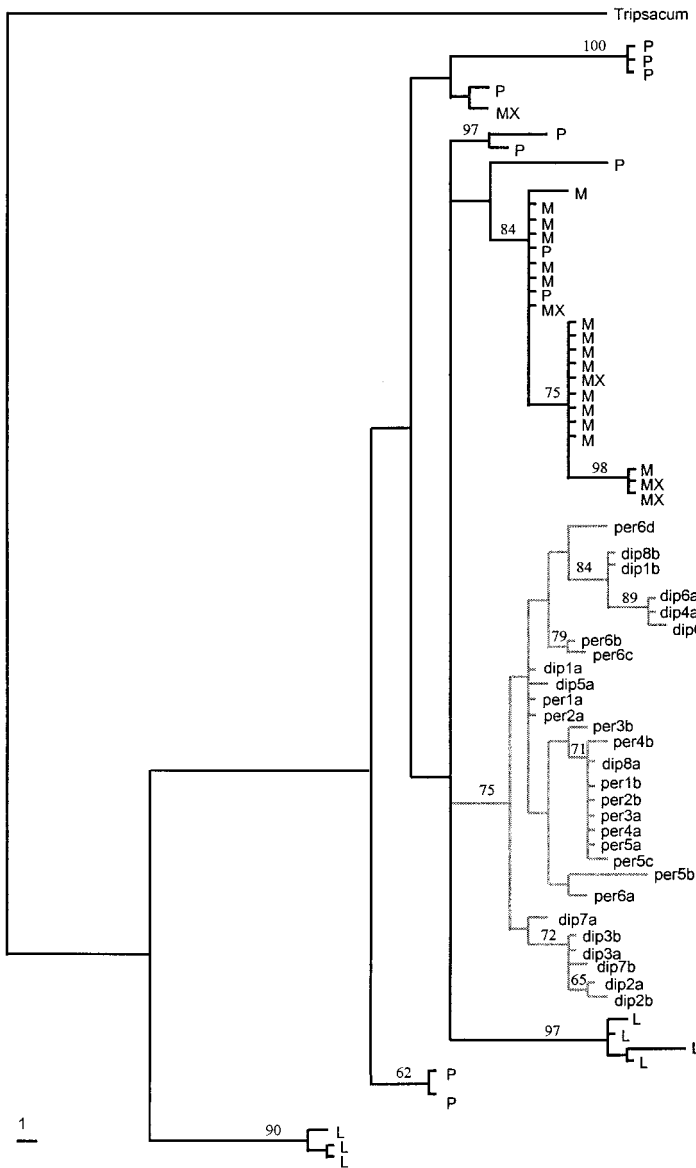 Tripsacum
100
P
P
P
P
MX
97
P
P
P
M
M
M
84
M
P
M
M
P
MX
M
M
M
M
MX
75
M
M
M
M
98
M
MX
MX
per6d
dip8b
84
dip1b
89
dip6a
dip4a
79
per6b
per6c
dip1a
dip5a
per1a
per2a
per3b
71
per4b
dip8a
75
per1b
per2b
per3a
per4a
per5a
per5c
per5b
per6a
dip7a
72
dip3b
dip3a
dip7b
65
dip2a
dip2b
L
97
L
L
L
62
P
P
1
90
L
L
L